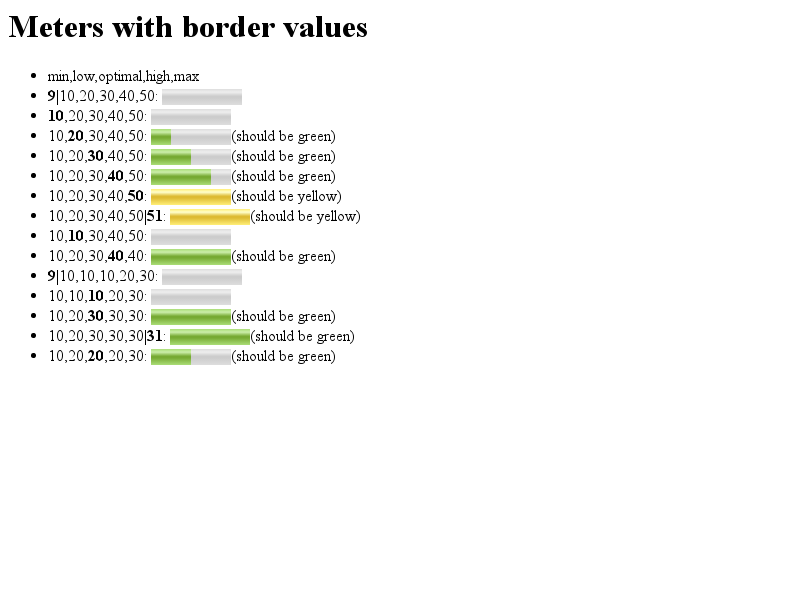 Meters with border values
min,low,optimal,high,max
9|10,20,30,40,50:
10,20,30,40,50:
10,20,30,40,50: (should be green)
10,20,30,40,50: (should be green)
10,20,30,40,50: (should be green)
10,20,30,40,50: (should be yellow)
10,20,30,40,50|51: (should be yellow)
10,10,30,40,50:
10,20,30,40,40: (should be green)
9|10,10,10,20,30:
10,10,10,20,30:
10,20,30,30,30: (should be green)
10,20,30,30,30|31: (should be green)
10,20,20,20,30: (should be green)